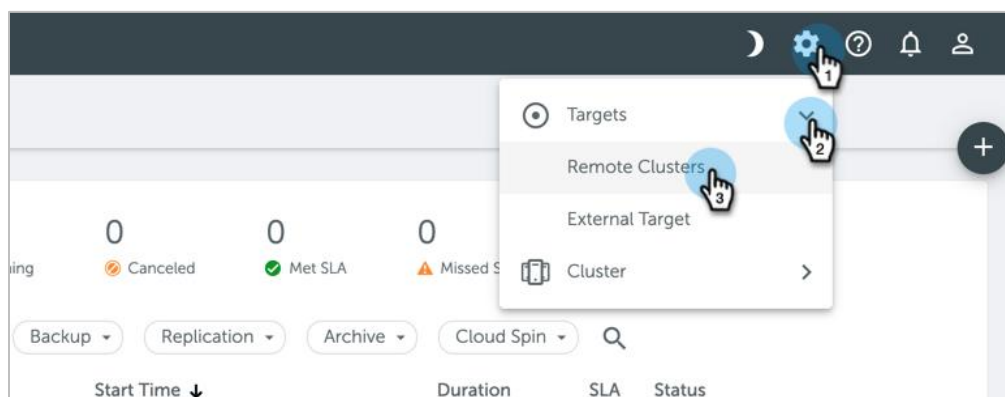 1
Targets
2
Remote Clusters
3
External Target
0 0 0
Canceled Met SLA Missed S
Cluster
Backup Replication Archive Cloud Spin
Start Time Duration SLA Status